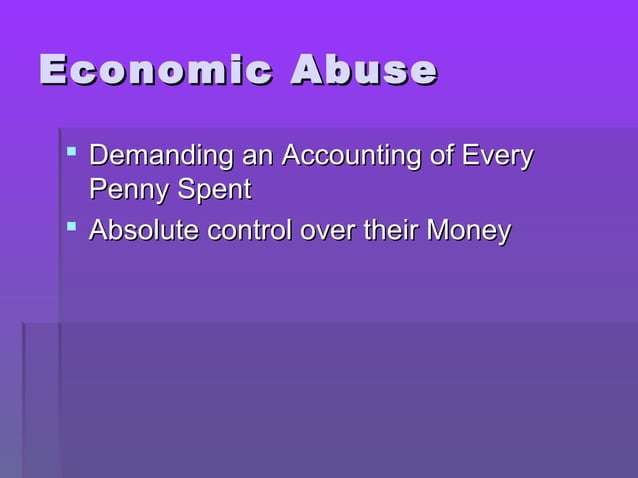 Economic Abuse
Demanding an Accounting of Every
Penny Spent
Absolute control over their Money